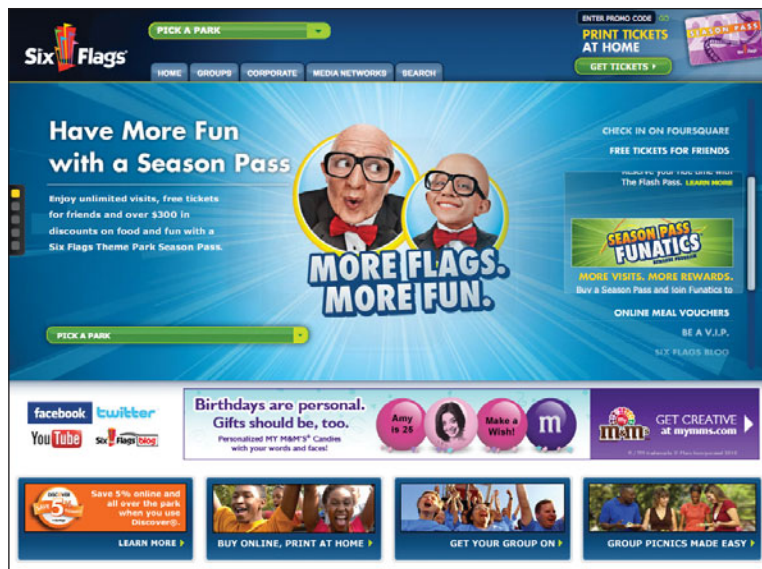 Six Flags
PICK A PARK
ENTER PROMO CODE GO
PRINT TICKETS
AT HOME
GET TICKETS
SEASON PASS
HOME
GROUPS
CORPORATE
MEDIA NETWORKS
SEARCH
Have More Fun
with a Season Pass
Enjoy unlimited visits, free tickets
for friends and over $300 in
discounts on food and fun with a
Six Flags Theme Park Season Pass.
PICK A PARK
MORE FLAGS.
MORE FUN.
CHECK IN ON FOURSQUARE
FREE TICKETS FOR FRIENDS
Reserve your ride time with
The Flash Pass. LEARN MORE
SEASON PASS
FUNATICS
MORE VISITS. MORE REWARDS.
Buy a Season Pass and join Funatics to
ONLINE MEAL VOUCHERS
BE A V.I.P.
SIX FLAGS BLOG
facebook
twitter
YouTube
Six Flags blog
Birthdays are personal.
Gifts should be, too.
Personalized MY M&M'S® Candies
with your words and faces!
Amy
is 25
Make a
Wish!
m
m&m's
GET CREATIVE
at mymms.com
DISCOVER
Save 5% online and
all over the park
when you use
Discover®.
LEARN MORE
BUY ONLINE, PRINT AT HOME
GET YOUR GROUP ON
GROUP PICNICS MADE EASY